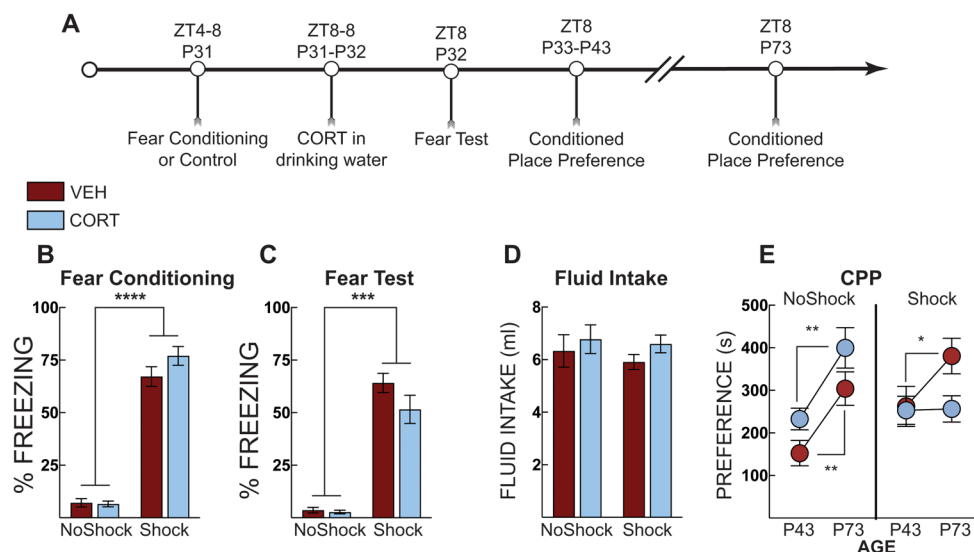 A
ZT4-8
P31
ZT8-8
P31-P32
ZT8
P32
ZT8
P33-P43
ZT8
P73
Fear Conditioning
or Control
CORT in
drinking water
Fear Test
Conditioned
Place Preference
Conditioned
Place Preference
VEH
CORT
B
Fear Conditioning
% FREEZING
100
75
50
25
****
NoShock
Shock
C
Fear Test
% FREEZING
100
75
50
25
***
NoShock
Shock
D
Fluid Intake
FLUID INTAKE (ml)
8
6
4
2
NoShock
Shock
E
CPP
NoShock
Shock
PREFERENCE (s)
500
400
300
200
100
**
**
*
P43
P73
P43
P73
AGE